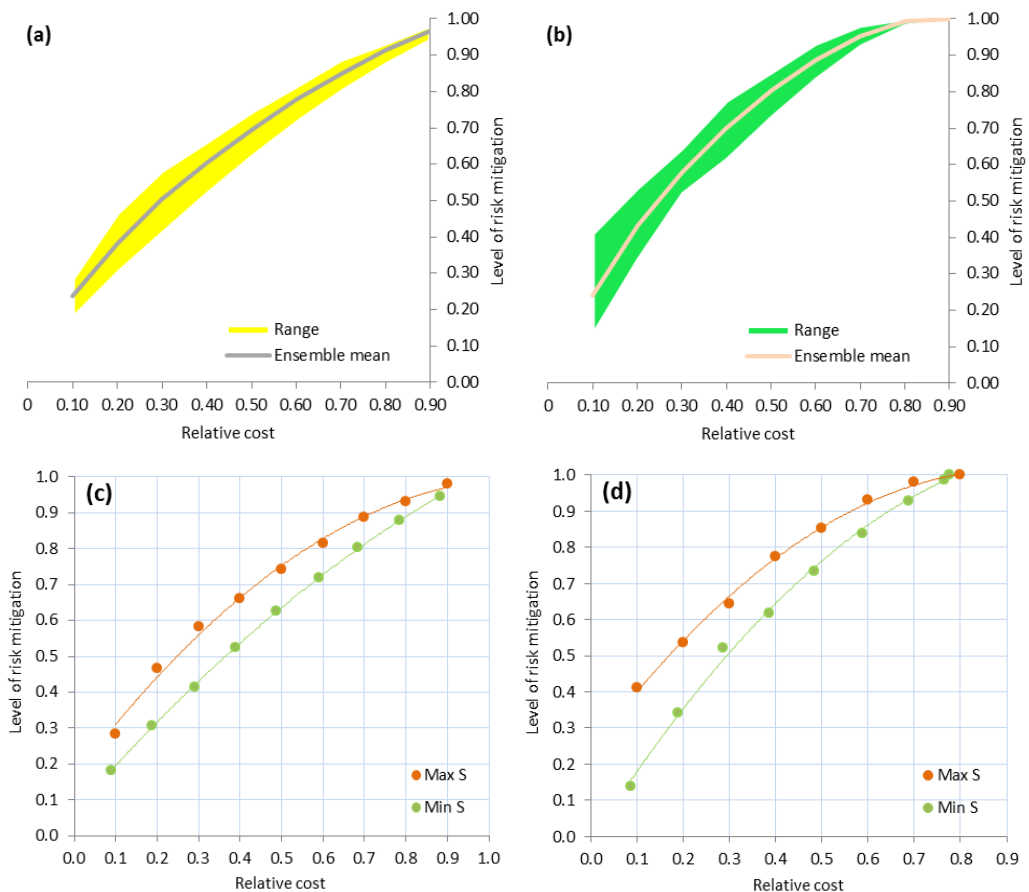 (a)
1.00
0.90
0.80
0.70
0.60
0.50
0.40
0.30
0.20
0.10
0.00
Level of risk mitigation
Range
Ensemble mean
0 0.10 0.20 0.30 0.40 0.50 0.60 0.70 0.80 0.90
Relative cost
(b)
1.00
0.90
0.80
0.70
0.60
0.50
0.40
0.30
0.20
0.10
0.00
Level of risk mitigation
Range
Ensemble mean
0 0.10 0.20 0.30 0.40 0.50 0.60 0.70 0.80 0.90
Relative cost
(c)
1.0
0.9
0.8
0.7
0.6
0.5
0.4
0.3
0.2
0.1
0.0
Level of risk mitigation
Max S
Min S
0.0 0.1 0.2 0.3 0.4 0.5 0.6 0.7 0.8 0.9 1.0
Relative cost
(d)
1.0
0.9
0.8
0.7
0.6
0.5
0.4
0.3
0.2
0.1
0.0
Level of risk mitigation
Max S
Min S
0.0 0.1 0.2 0.3 0.4 0.5 0.6 0.7 0.8 0.9
Relative cost